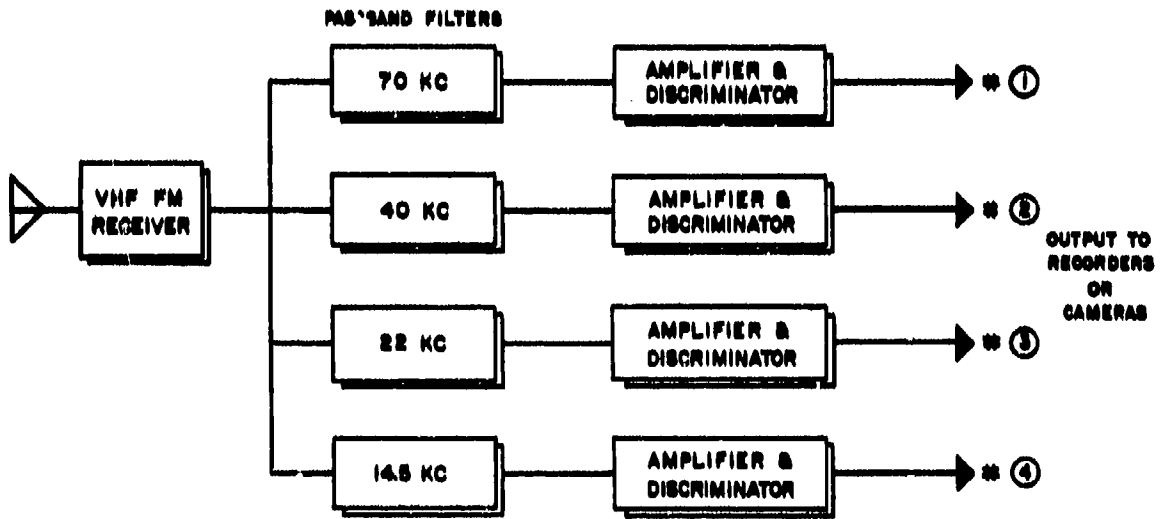 PAS'BAND FILTERS
70 KC
AMPLIFIER &
DISCRIMINATOR
# 1
VHF FM
RECEIVER
40 KC
AMPLIFIER &
DISCRIMINATOR
# 2
OUTPUT TO
RECORDERS
OR
CAMERAS
22 KC
AMPLIFIER &
DISCRIMINATOR
# 3
14.5 KC
AMPLIFIER &
DISCRIMINATOR
# 4